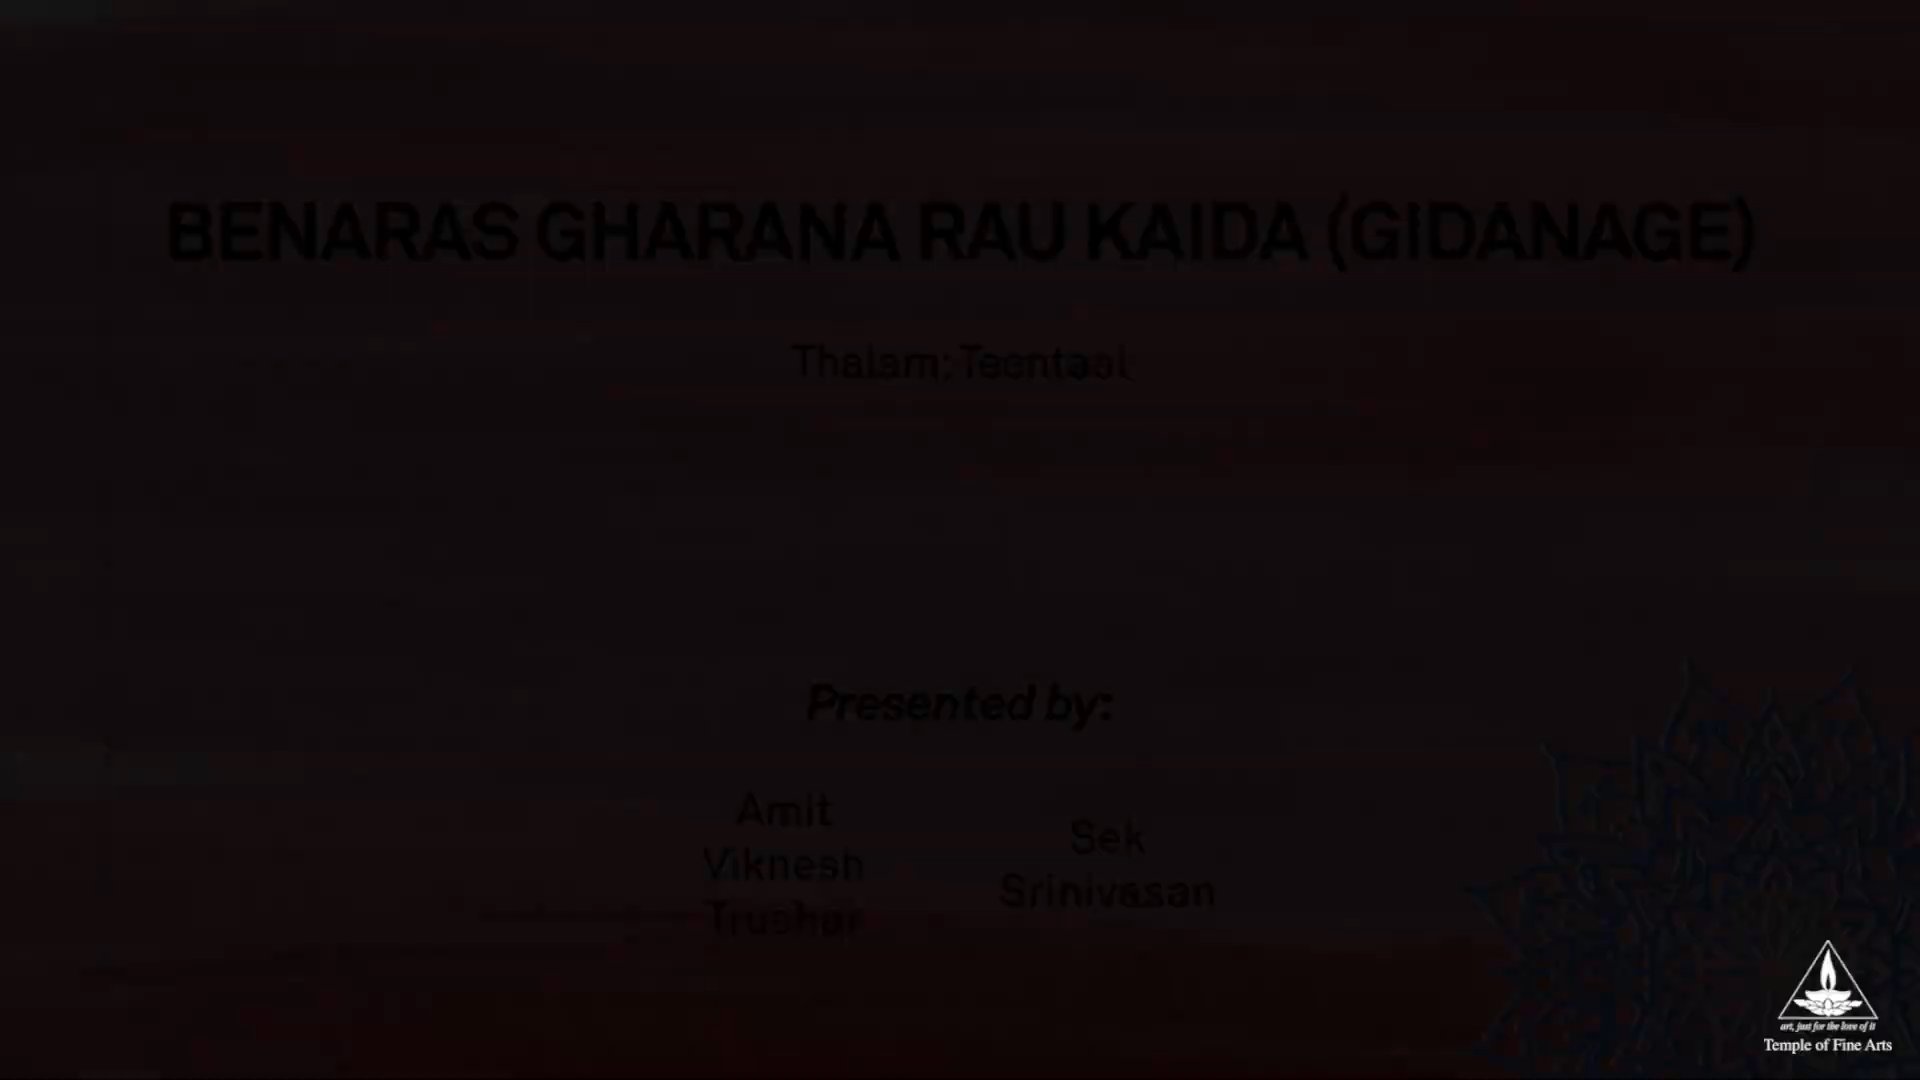 BENARAS GHARANA RAU KAIDA (GIDANAGE)
Thalam: Teentaal
Presented by:
Amit
Viknesh
Trushar
Sek
Srinivasan
art, just for the love of it
Temple of Fine Arts